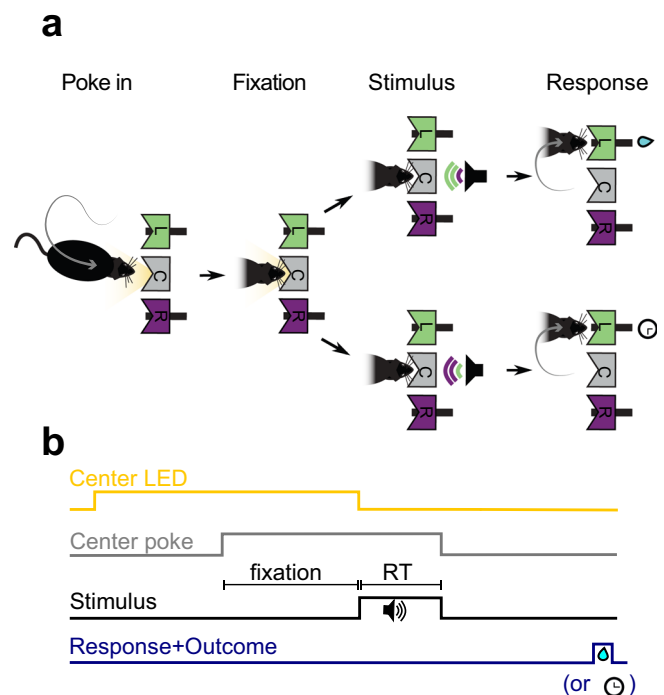 a
Poke in Fixation Stimulus Response
L L L L
C C C C
R R R R
L L
C C
R R
b
Center LED
Center poke
fixation RT
Stimulus
Response+Outcome
(or )